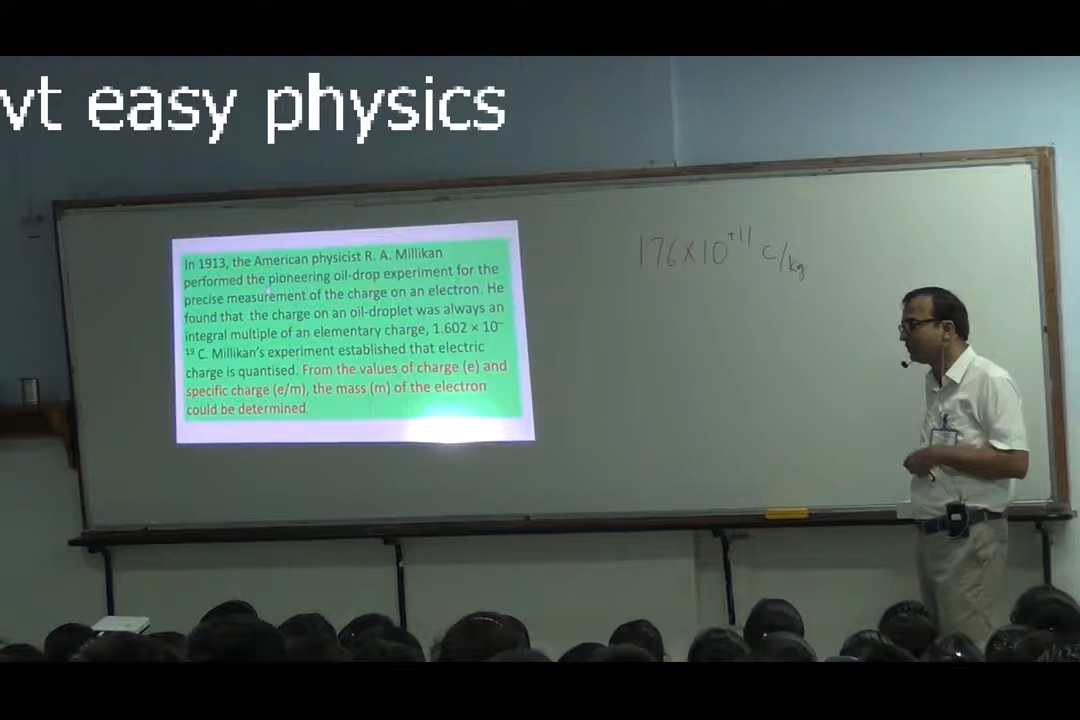 vt easy physics
In 1913, the American physicist R. A. Millikan
performed the pioneering oil-drop experiment for the
precise measurement of the charge on an electron. He
found that the charge on an oil-droplet was always an
integral multiple of an elementary charge, 1.602 × 10⁻
¹⁹ C. Millikan's experiment established that electric
charge is quantised. From the values of charge (e) and
specific charge (e/m), the mass (m) of the electron
could be determined.
176×10⁺¹¹ C/kg